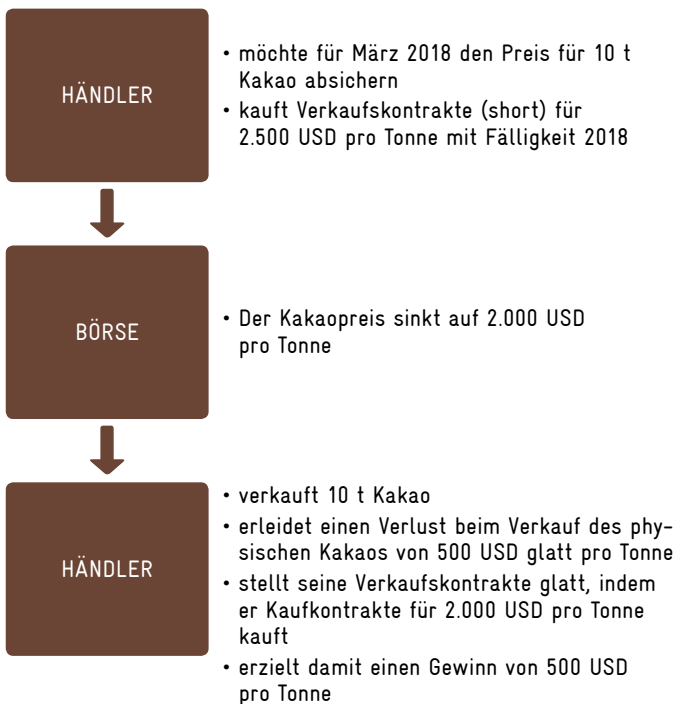 HÄNDLER
• möchte für März 2018 den Preis für 10 t
Kakao absichern
• kauft Verkaufskontrakte (short) für
2.500 USD pro Tonne mit Fälligkeit 2018
BÖRSE
• Der Kakaopreis sinkt auf 2.000 USD
pro Tonne
HÄNDLER
• verkauft 10 t Kakao
• erleidet einen Verlust beim Verkauf des phy-
sischen Kakaos von 500 USD glatt pro Tonne
• stellt seine Verkaufskontrakte glatt, indem
er Kaufkontrakte für 2.000 USD pro Tonne
kauft
• erzielt damit einen Gewinn von 500 USD
pro Tonne